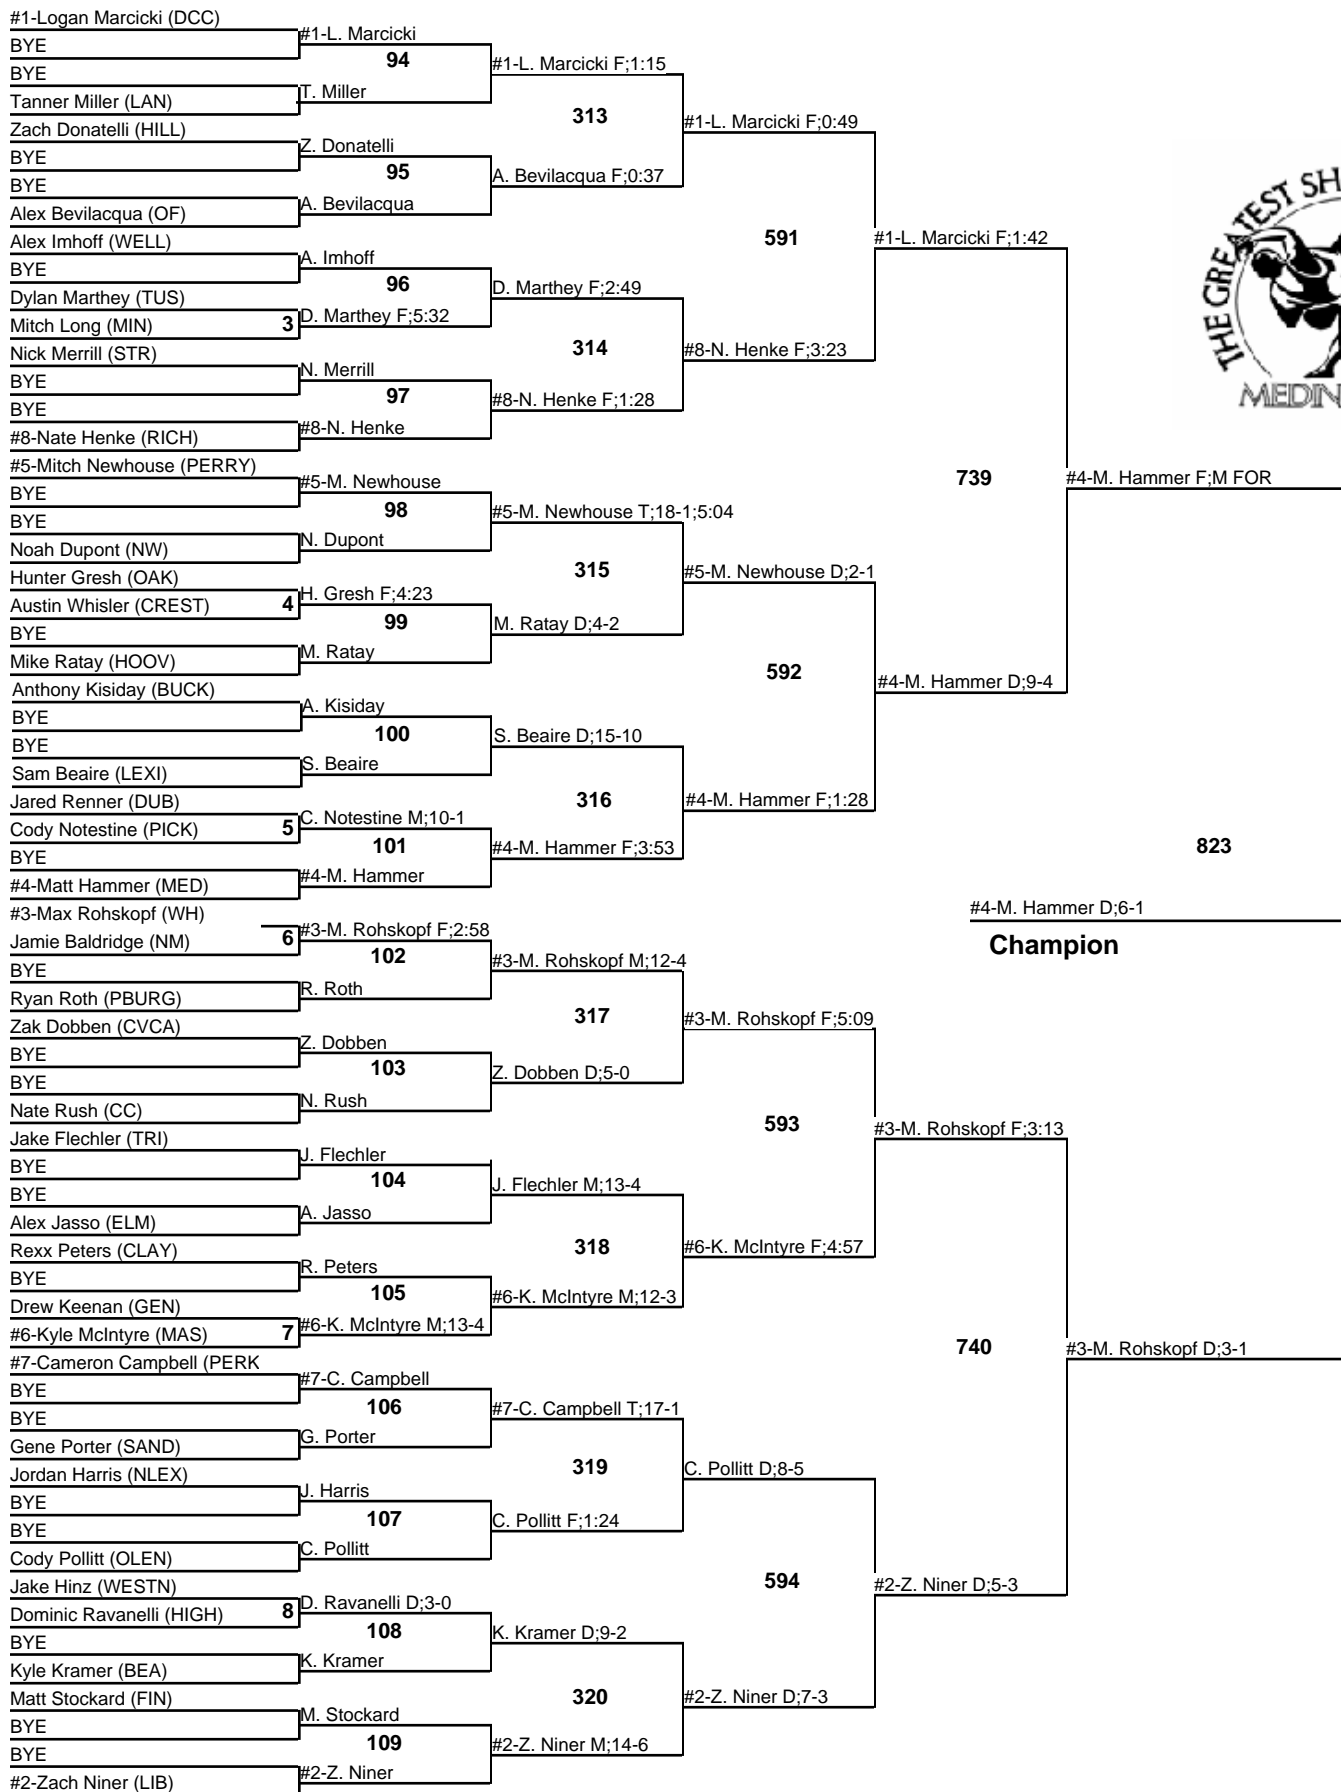 #1-Logan Marcicki (DCC)
BYE
BYE
Tanner Miller (LAN)
Zach Donatelli (HILL)
BYE
BYE
Alex Bevilacqua (OF)
Alex Imhoff (WELL)
BYE
Dylan Marthey (TUS)
Mitch Long (MIN) 3
Nick Merrill (STR)
BYE
BYE
#8-Nate Henke (RICH)
#5-Mitch Newhouse (PERRY)
BYE
BYE
Noah Dupont (NW)
Hunter Gresh (OAK)
Austin Whisler (CREST) 4
BYE
Mike Ratay (HOOV)
Anthony Kisiday (BUCK)
BYE
BYE
Sam Beaire (LEXI)
Jared Renner (DUB)
Cody Notestine (PICK) 5
BYE
#4-Matt Hammer (MED)
#3-Max Rohskopf (WH)
Jamie Baldridge (NM) 6
BYE
Ryan Roth (PBURG)
Zak Dobben (CVCA)
BYE
BYE
Nate Rush (CC)
Jake Flechler (TRI)
BYE
BYE
Alex Jasso (ELM)
Rexx Peters (CLAY)
BYE
Drew Keenan (GEN)
#6-Kyle McIntyre (MAS) 7
#7-Cameron Campbell (PERK
BYE
BYE
Gene Porter (SAND)
Jordan Harris (NLEX)
BYE
BYE
Cody Pollitt (OLEN)
Jake Hinz (WESTN)
Dominic Ravanelli (HIGH) 8
BYE
Kyle Kramer (BEA)
Matt Stockard (FIN)
BYE
BYE
#2-Zach Niner (LIB)
#1-L. Marcicki
94
T. Miller
Z. Donatelli
95
A. Bevilacqua
A. Imhoff
96
D. Marthey F;5:32
N. Merrill
97
#8-N. Henke
#5-M. Newhouse
98
N. Dupont
H. Gresh F;4:23
99
M. Ratay
A. Kisiday
100
S. Beaire
C. Notestine M;10-1
101
#4-M. Hammer
#3-M. Rohskopf F;2:58
102
R. Roth
Z. Dobben
103
N. Rush
J. Flechler
104
A. Jasso
R. Peters
105
#6-K. McIntyre M;13-4
#7-C. Campbell
106
G. Porter
J. Harris
107
C. Pollitt
D. Ravanelli D;3-0
108
K. Kramer
M. Stockard
109
#2-Z. Niner
#1-L. Marcicki F;1:15
313
A. Bevilacqua F;0:37
D. Marthey F;2:49
314
#8-N. Henke F;1:28
#5-M. Newhouse T;18-1;5:04
315
M. Ratay D;4-2
S. Beaire D;15-10
316
#4-M. Hammer F;3:53
#3-M. Rohskopf M;12-4
317
Z. Dobben D;5-0
J. Flechler M;13-4
318
#6-K. McIntyre M;12-3
#7-C. Campbell T;17-1
319
C. Pollitt F;1:24
K. Kramer D;9-2
320
#2-Z. Niner M;14-6
#1-L. Marcicki F;0:49
591
#8-N. Henke F;3:23
#5-M. Newhouse D;2-1
592
#4-M. Hammer F;1:28
#3-M. Rohskopf F;5:09
593
#6-K. McIntyre F;4:57
C. Pollitt D;8-5
594
#2-Z. Niner D;7-3
#1-L. Marcicki F;1:42
739
#4-M. Hammer D;9-4
#3-M. Rohskopf F;3:13
740
#2-Z. Niner D;5-3
THE GREATEST SH
MEDIN
#4-M. Hammer F;M FOR
823
#3-M. Rohskopf D;3-1
#4-M. Hammer D;6-1
Champion